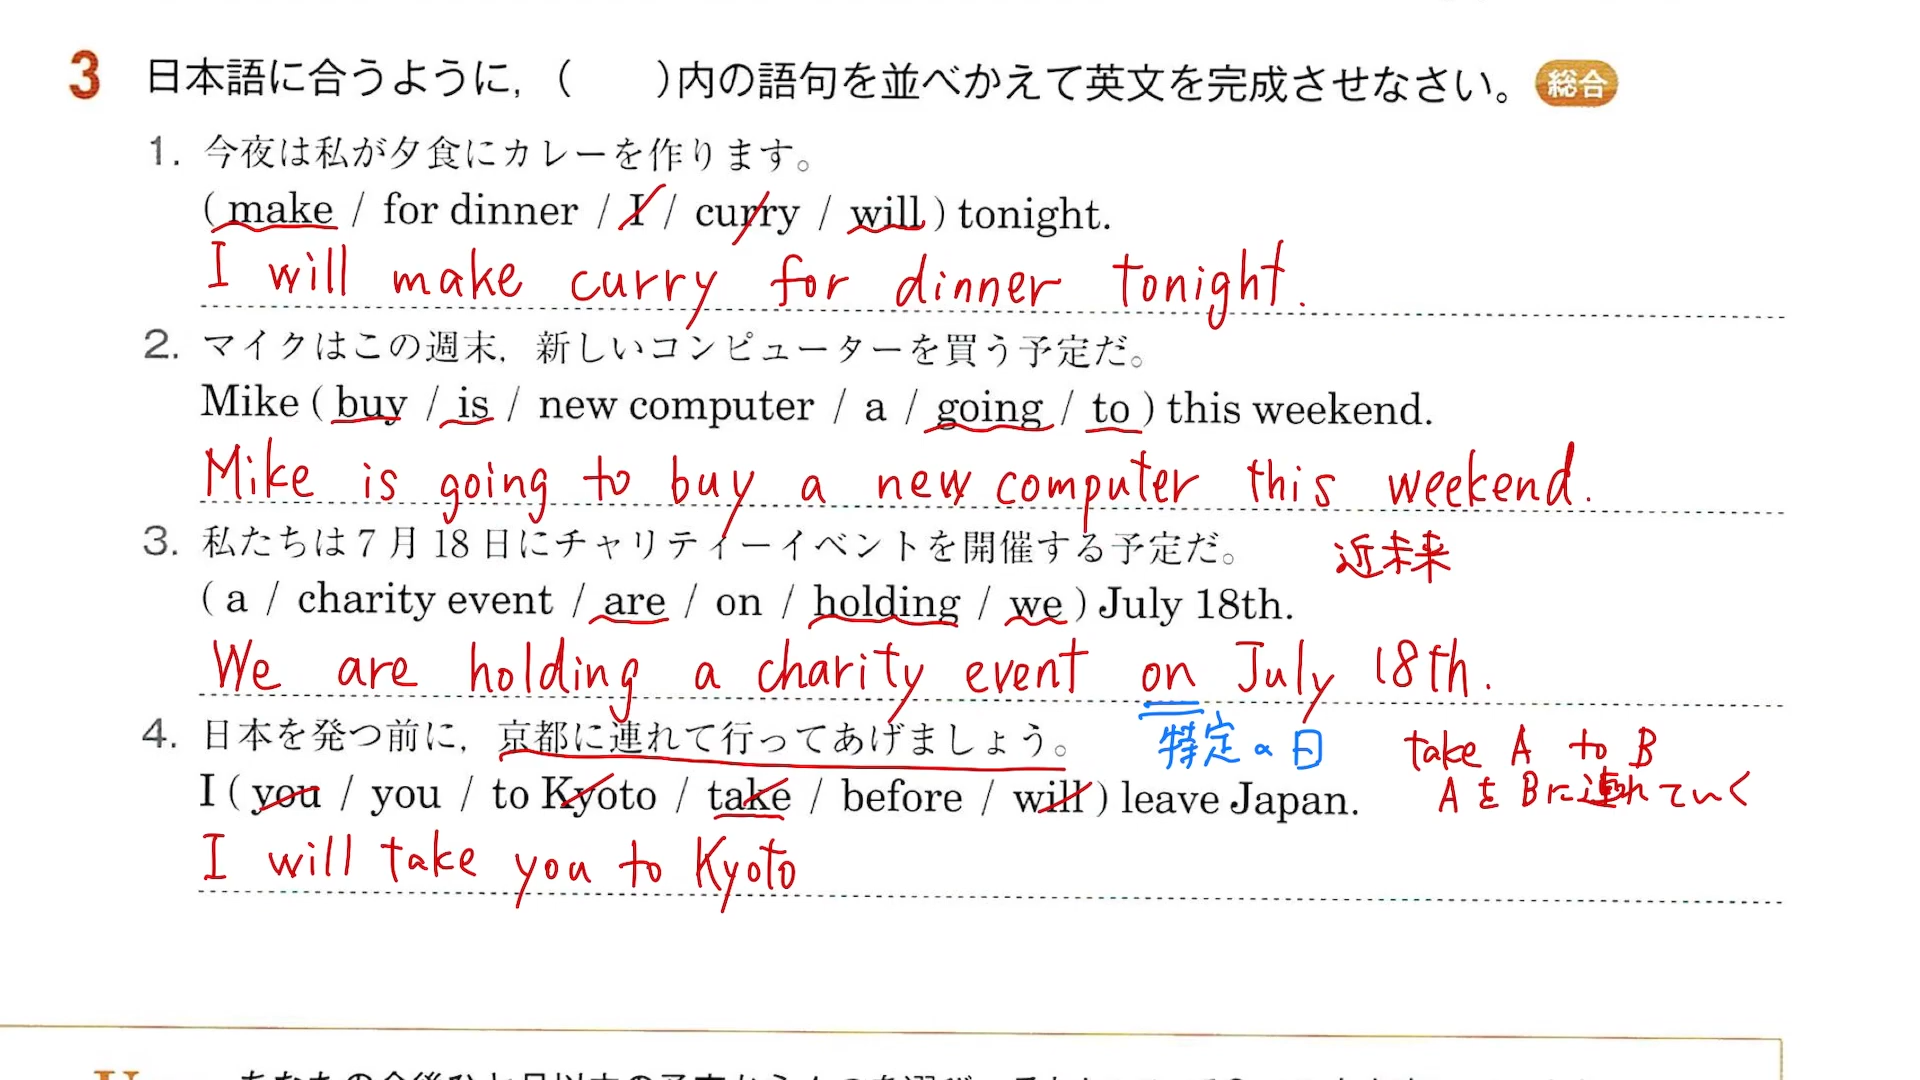 3 日本語に合うように,(　　)内の語句を並べかえて英文を完成させなさい。 総合
1. 今夜は私が夕食にカレーを作ります。
( make / for dinner / I / curry / will ) tonight.
I will make curry for dinner tonight.
2. マイクはこの週末, 新しいコンピューターを買う予定だ。
Mike ( buy / is / new computer / a / going / to ) this weekend.
Mike is going to buy a new computer this weekend.
3. 私たちは7月18日にチャリティーイベントを開催する予定だ。 近未来
( a / charity event / are / on / holding / we ) July 18th.
We are holding a charity event on July 18th.
4. 日本を発つ前に, 京都に連れて行ってあげましょう。 特定の日 take A to B
I ( you / you / to Kyoto / take / before / will ) leave Japan. AをBに連れていく
I will take you to Kyoto